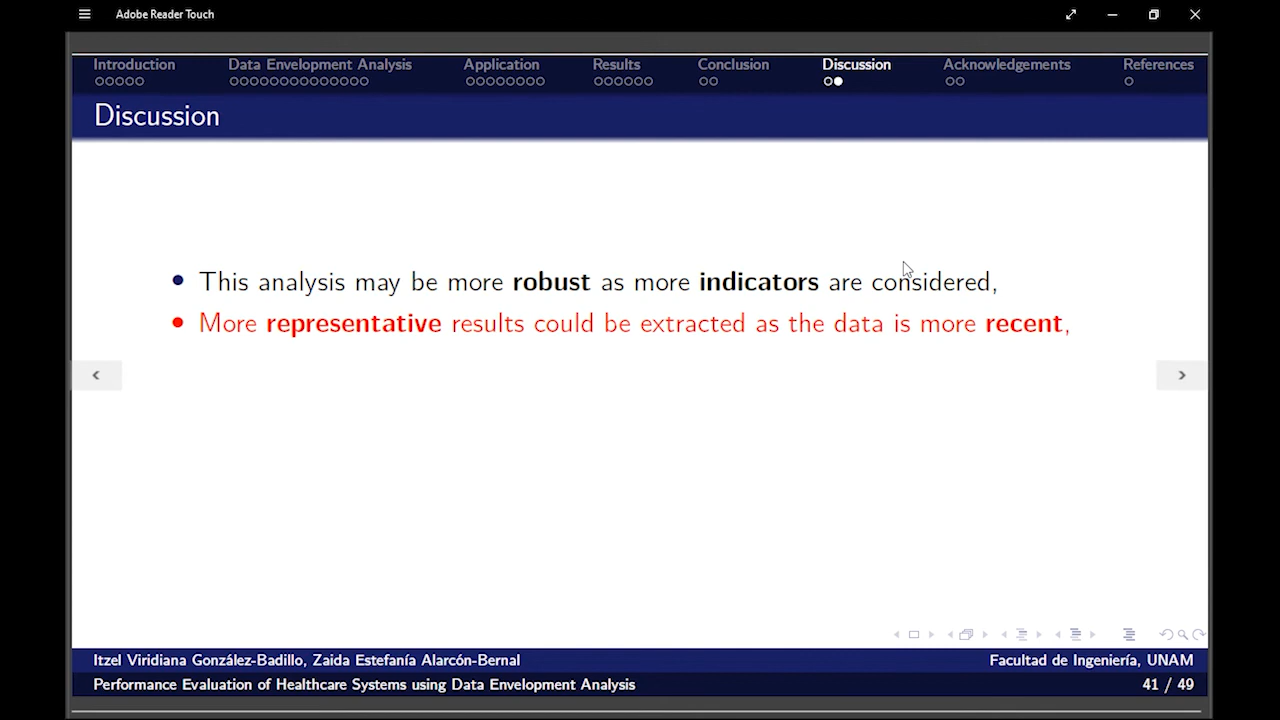 Adobe Reader Touch
Introduction Data Envelopment Analysis Application Results Conclusion Discussion Acknowledgements References
Discussion
This analysis may be more robust as more indicators are considered,
More representative results could be extracted as the data is more recent,
Itzel Viridiana González-Badillo, Zaida Estefanía Alarcón-Bernal Facultad de Ingeniería, UNAM
Performance Evaluation of Healthcare Systems using Data Envelopment Analysis 41 / 49